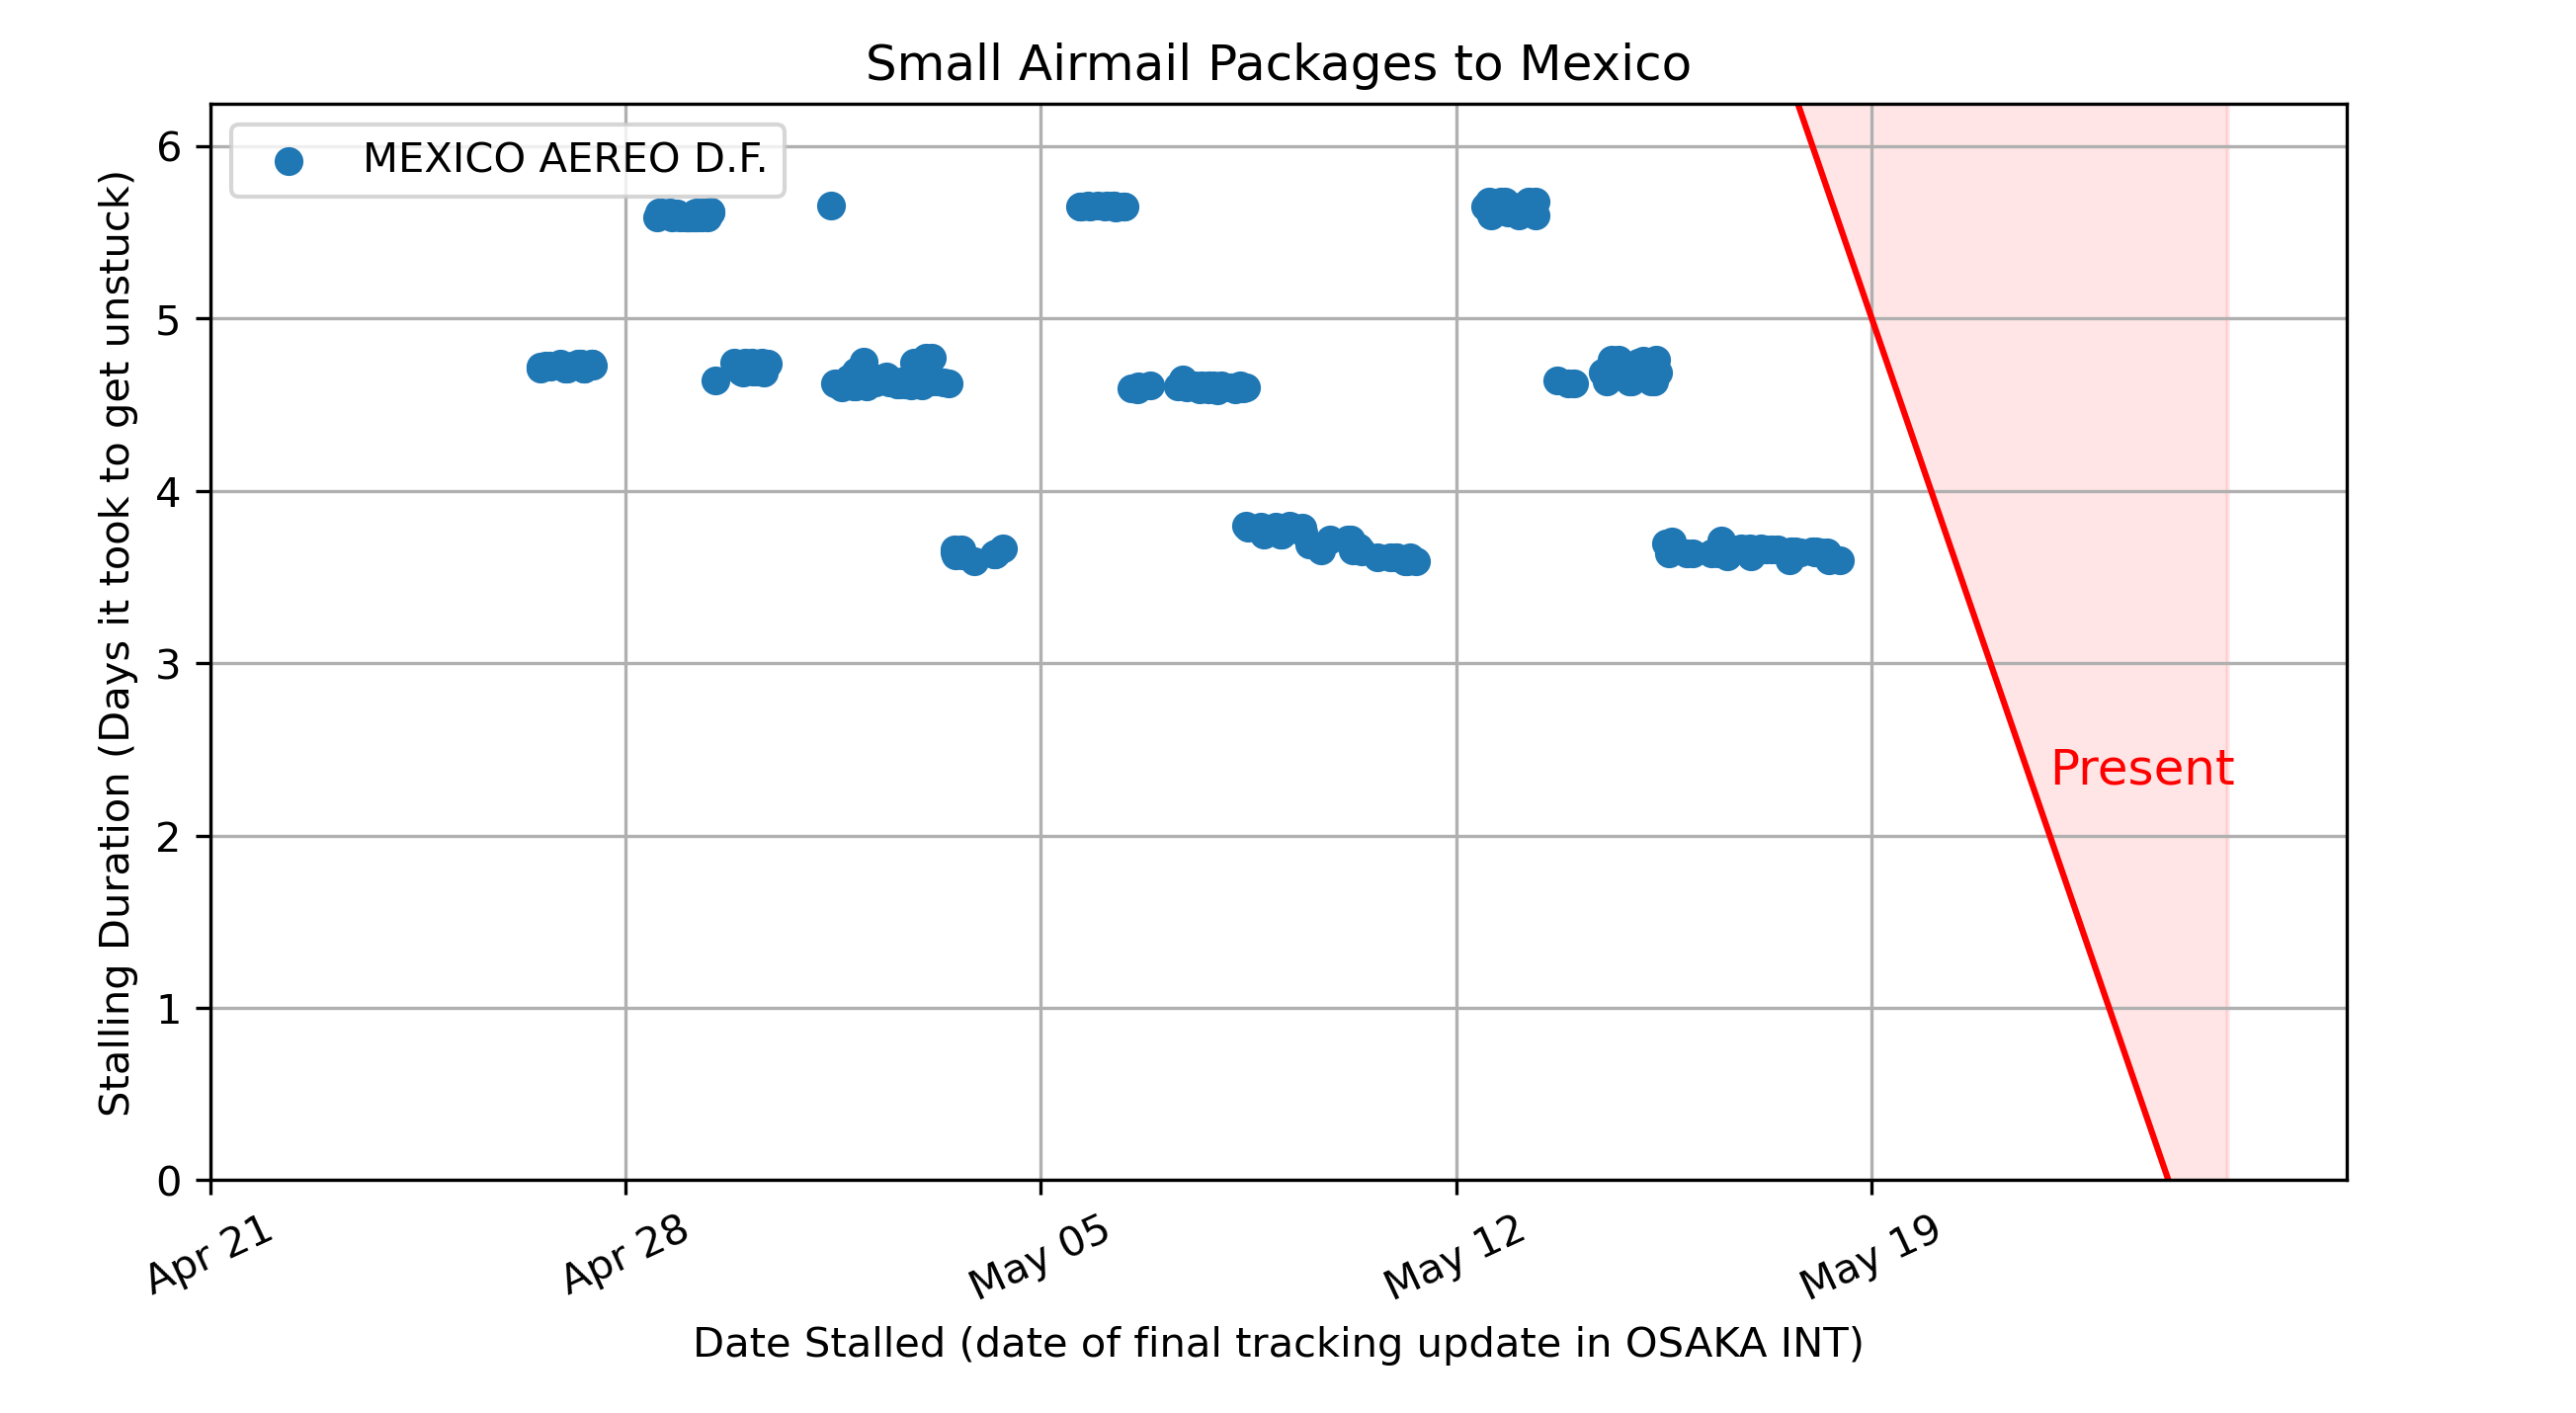 Small Airmail Packages to Mexico
MEXICO AEREO D.F.
Stalling Duration (Days it took to get unstuck)
6
5
4
3
2
1
0
Present
Apr 21
Apr 28
May 05
May 12
May 19
Date Stalled (date of final tracking update in OSAKA INT)